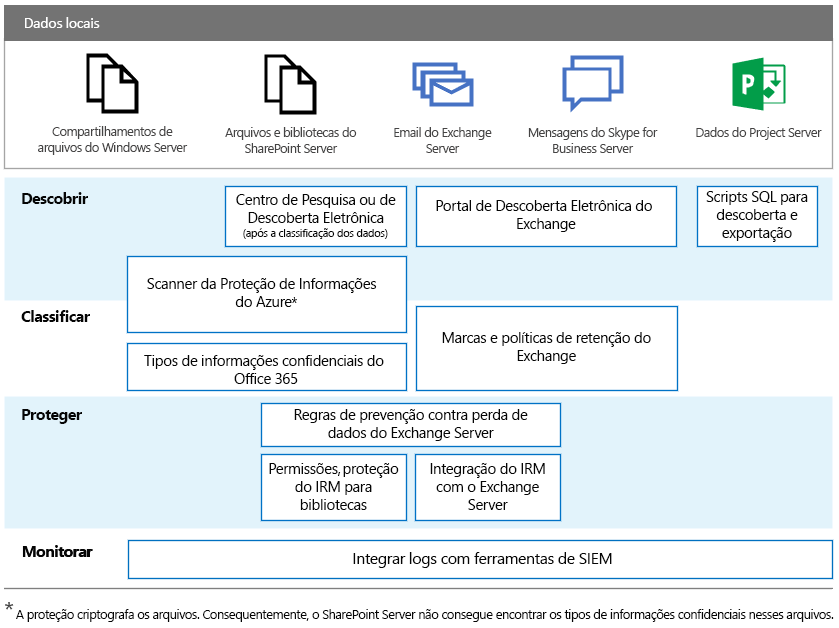 Dados locais
Compartilhamentos de
arquivos do Windows Server
Arquivos e bibliotecas do
SharePoint Server
Email do Exchange
Server
Mensagens do Skype for
Business Server
P
Dados do Project Server
Descobrir
Centro de Pesquisa ou de
Descoberta Eletrônica
(após a classificação dos dados)
Portal de Descoberta Eletrônica do
Exchange
Scripts SQL para
descoberta e
exportação
Scanner da Proteção de Informações
do Azure*
Classificar
Marcas e políticas de retenção do
Exchange
Tipos de informações confidenciais do
Office 365
Proteger
Regras de prevenção contra perda de
dados do Exchange Server
Permissões, proteção
do IRM para
bibliotecas
Integração do IRM
com o Exchange
Server
Monitorar
Integrar logs com ferramentas de SIEM
* A proteção criptografa os arquivos. Consequentemente, o SharePoint Server não consegue encontrar os tipos de informações confidenciais nesses arquivos.